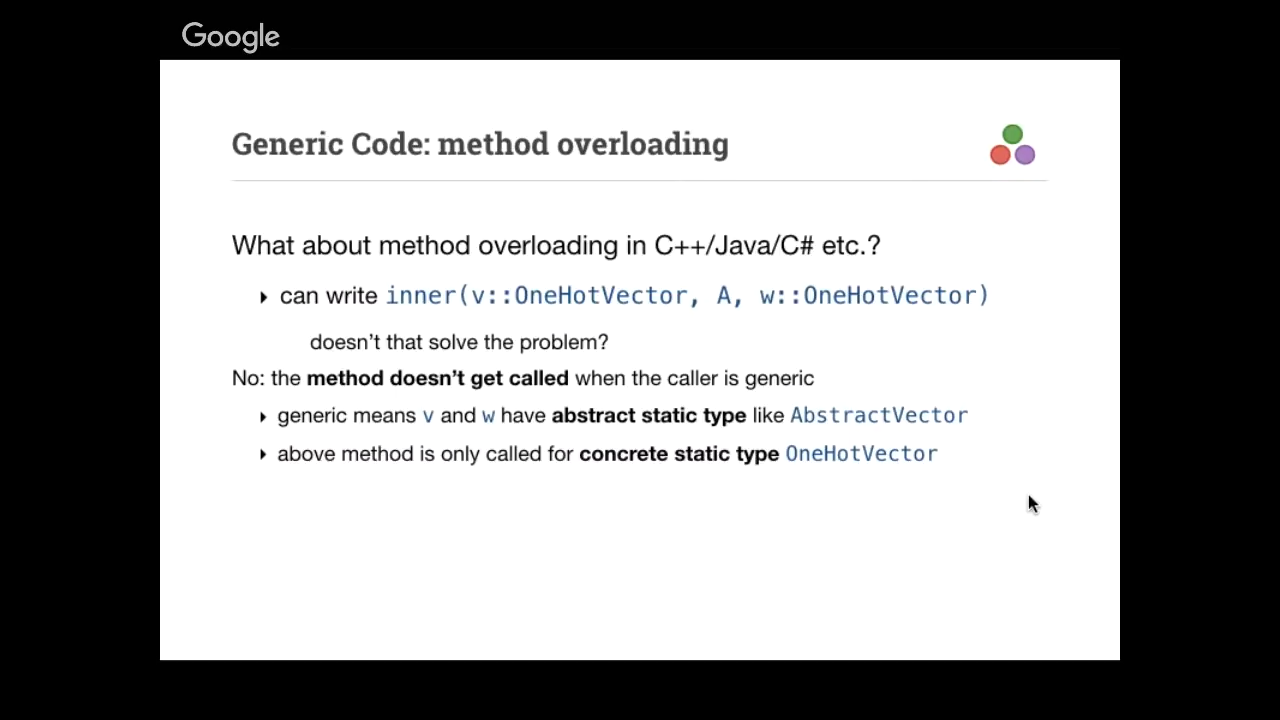 Google
Generic Code: method overloading
What about method overloading in C++/Java/C# etc.?
‣ can write inner(v::OneHotVector, A, w::OneHotVector)
doesn’t that solve the problem?
No: the method doesn’t get called when the caller is generic
‣ generic means v and w have abstract static type like AbstractVector
‣ above method is only called for concrete static type OneHotVector